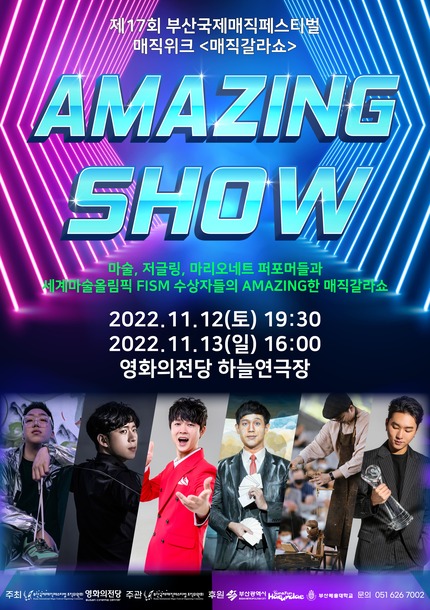 제17회 부산국제매직페스티벌
매직위크 <매직갈라쇼>
AMAZING
SHOW
마술, 저글링, 마리오네트 퍼포머들과
세계마술올림픽 FISM 수상자들의 AMAZING한 매직갈라쇼
2022.11.12(토) 19:30
2022.11.13(일) 16:00
영화의전당 하늘연극장
주최 영화의전당 주관 후원 부산광역시 부산예술대학교 문의 051 626 7002